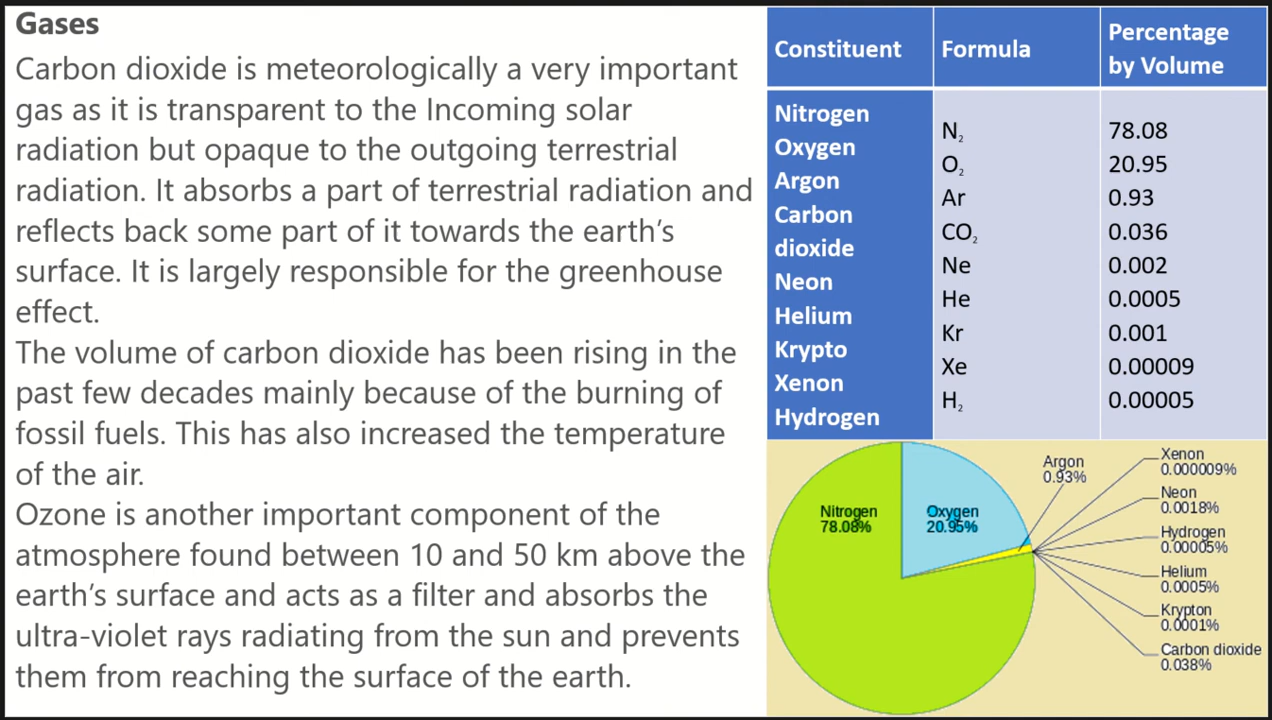 Gases
Carbon dioxide is meteorologically a very important
gas as it is transparent to the Incoming solar
radiation but opaque to the outgoing terrestrial
radiation. It absorbs a part of terrestrial radiation and
reflects back some part of it towards the earth's
surface. It is largely responsible for the greenhouse
effect.
The volume of carbon dioxide has been rising in the
past few decades mainly because of the burning of
fossil fuels. This has also increased the temperature
of the air.
Ozone is another important component of the
atmosphere found between 10 and 50 km above the
earth's surface and acts as a filter and absorbs the
ultra-violet rays radiating from the sun and prevents
them from reaching the surface of the earth.
Constituent
Formula
Percentage
by Volume
Nitrogen
Oxygen
Argon
Carbon
dioxide
Neon
Helium
Krypto
Xenon
Hydrogen
N₂
O₂
Ar
CO₂
Ne
He
Kr
Xe
H₂
78.08
20.95
0.93
0.036
0.002
0.0005
0.001
0.00009
0.00005
Nitrogen
78.08%
Oxygen
20.95%
Argon
0.93%
Xenon
0.000009%
Neon
0.0018%
Hydrogen
0.00005%
Helium
0.0005%
Krypton
0.0001%
Carbon dioxide
0.038%